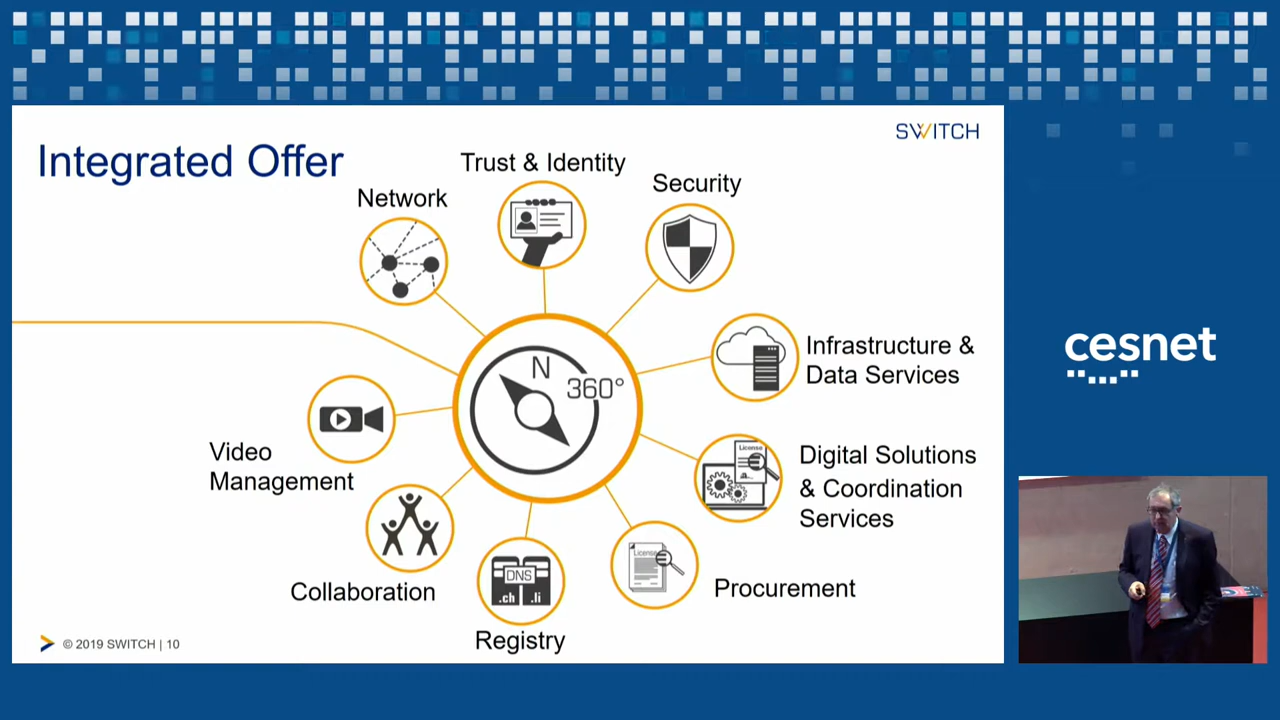 SWITCH
Integrated Offer
Trust & Identity
Security
Network
Infrastructure &
Data Services
N
360°
Video
Management
Digital Solutions
& Coordination
Services
License
Collaboration
DNS
.ch
.li
License
Procurement
Registry
© 2019 SWITCH | 10
cesnet